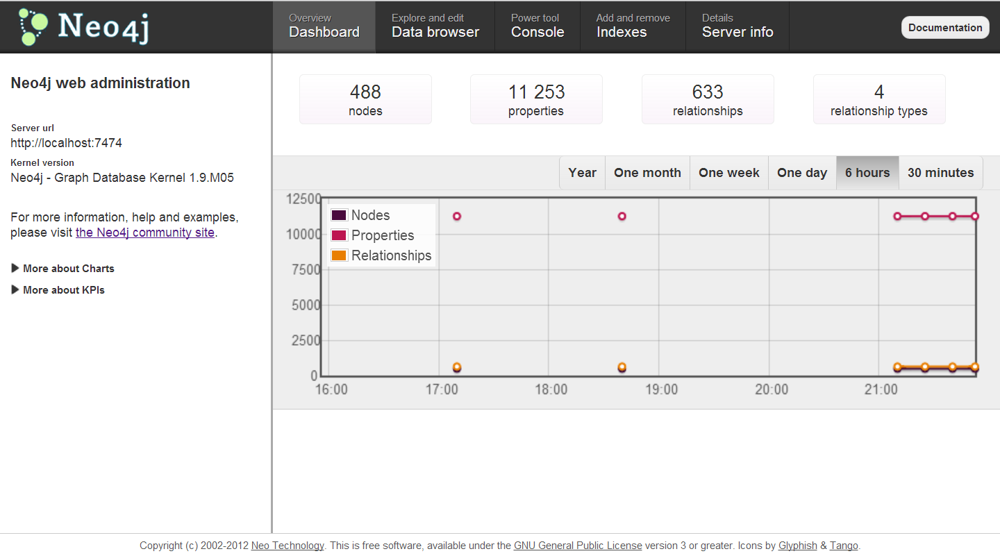 Neo4j
Overview
Dashboard
Explore and edit
Data browser
Power tool
Console
Add and remove
Indexes
Details
Server info
Documentation
Neo4j web administration
Server url
http://localhost:7474
Kernel version
Neo4j - Graph Database Kernel 1.9.M05
For more information, help and examples,
please visit the Neo4j community site.
More about Charts
More about KPIs
488
nodes
11 253
properties
633
relationships
4
relationship types
Year
One month
One week
One day
6 hours
30 minutes
12500
10000
7500
5000
2500
0
Nodes
Properties
Relationships
16:00
17:00
18:00
19:00
20:00
21:00
Copyright (c) 2002-2012 Neo Technology. This is free software, available under the GNU General Public License version 3 or greater. Icons by Glyphish & Tango.